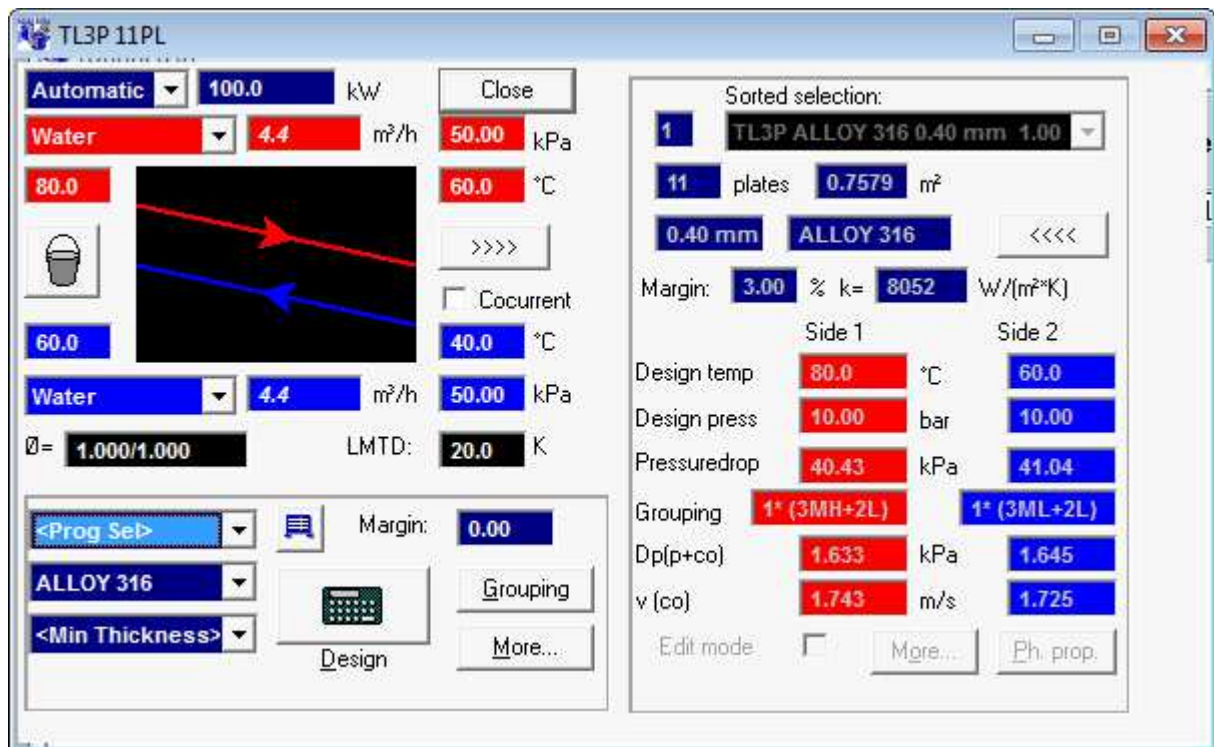 TL3P 11PL
Automatic 100.0 kW Close
Water 4.4 m³/h 50.00 kPa
80.0 60.0 °C
>>>>
Cocurrent
60.0 40.0 °C
Water 4.4 m³/h 50.00 kPa
Ø= 1.000/1.000 LMTD: 20.0 K
<Prog Sel> Margin: 0.00
ALLOY 316 Grouping
<Min Thickness> Design More...
Sorted selection:
1 TL3P ALLOY 316 0.40 mm 1.00
11 plates 0.7579 m²
0.40 mm ALLOY 316 <<<<
Margin: 3.00 % k= 8052 W/(m²*K)
Side 1 Side 2
Design temp 80.0 °C 60.0
Design press 10.00 bar 10.00
Pressuredrop 40.43 kPa 41.04
Grouping 1* (3MH+2L) 1* (3ML+2L)
Dp(p+co) 1.633 kPa 1.645
v (co) 1.743 m/s 1.725
Edit mode More... Ph. prop.